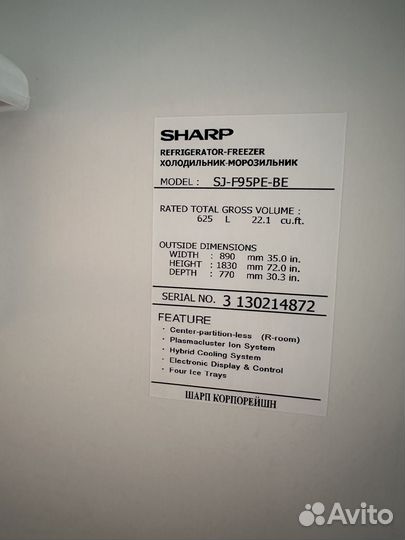 SHARP
REFRIGERATOR-FREEZER
ХОЛОДИЛЬНИК-МОРОЗИЛЬНИК
MODEL : SJ-F95PE-BE
RATED TOTAL GROSS VOLUME :
625 L 22.1 cu.ft.
OUTSIDE DIMENSIONS
WIDTH : 890 mm 35.0 in.
HEIGHT : 1830 mm 72.0 in.
DEPTH : 770 mm 30.3 in.
SERIAL NO. 3 130214872
FEATURE
· Center-partition-less (R-room)
· Plasmacluster Ion System
· Hybrid Cooling System
· Electronic Display & Control
· Four Ice Trays
ШАРП КОРПОРЕЙШН
Avito